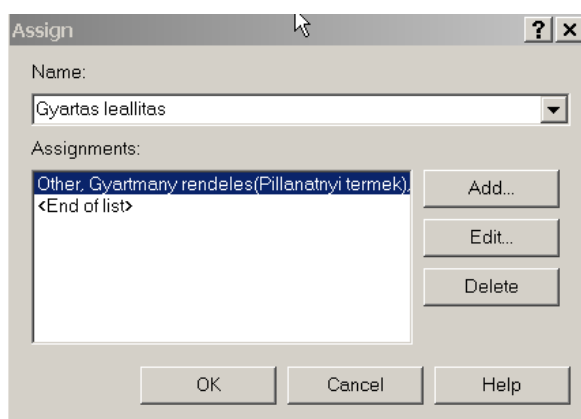 Assign
Name:
Gyartas leallitas
Assignments:
Other, Gyartmany rendeles(Pillanatnyi termek),
<End of list>
Add...
Edit...
Delete
OK Cancel Help